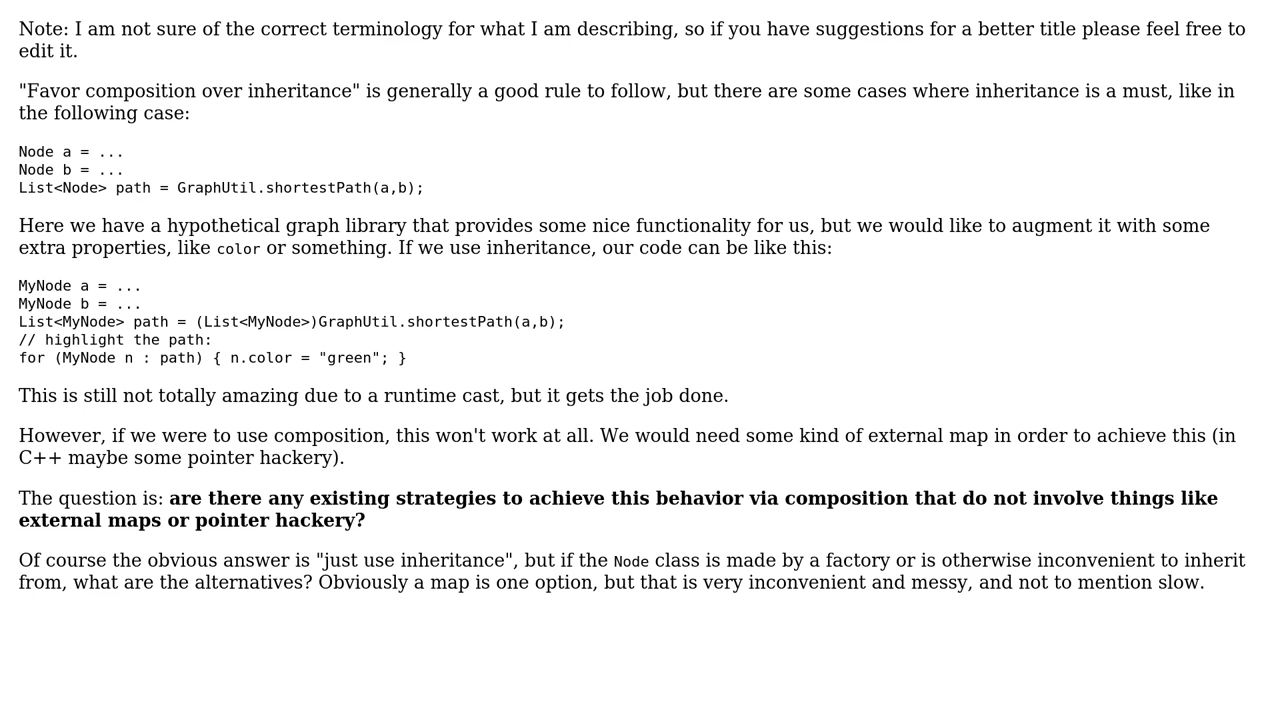 Note: I am not sure of the correct terminology for what I am describing, so if you have suggestions for a better title please feel free to
edit it.
"Favor composition over inheritance" is generally a good rule to follow, but there are some cases where inheritance is a must, like in
the following case:
Node a = ...
Node b = ...
List<Node> path = GraphUtil.shortestPath(a,b);
Here we have a hypothetical graph library that provides some nice functionality for us, but we would like to augment it with some
extra properties, like color or something. If we use inheritance, our code can be like this:
MyNode a = ...
MyNode b = ...
List<MyNode> path = (List<MyNode>)GraphUtil.shortestPath(a,b);
// highlight the path:
for (MyNode n : path) { n.color = "green"; }
This is still not totally amazing due to a runtime cast, but it gets the job done.
However, if we were to use composition, this won't work at all. We would need some kind of external map in order to achieve this (in
C++ maybe some pointer hackery).
The question is: are there any existing strategies to achieve this behavior via composition that do not involve things like
external maps or pointer hackery?
Of course the obvious answer is "just use inheritance", but if the Node class is made by a factory or is otherwise inconvenient to inherit
from, what are the alternatives? Obviously a map is one option, but that is very inconvenient and messy, and not to mention slow.